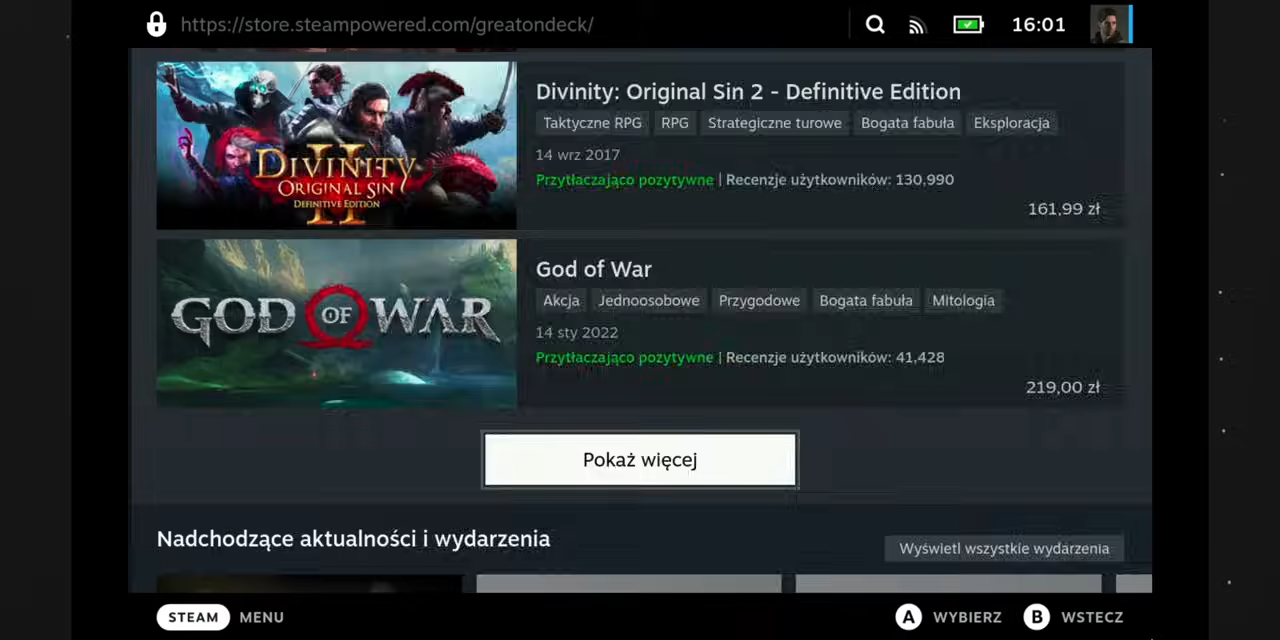 https://store.steampowered.com/greatondeck/
16:01
DIVINITY
II
ORIGINAL SIN
DEFINITIVE EDITION
Divinity: Original Sin 2 - Definitive Edition
Taktyczne RPG RPG Strategiczne turowe Bogata fabuła Eksploracja
14 wrz 2017
Przytłaczająco pozytywne | Recenzje użytkowników: 130,990
161,99 zł
GOD OF WAR
God of War
Akcja Jednoosobowe Przygodowe Bogata fabuła Mitologia
14 sty 2022
Przytłaczająco pozytywne | Recenzje użytkowników: 41,428
219,00 zł
Pokaż więcej
Nadchodzące aktualności i wydarzenia
Wyświetl wszystkie wydarzenia
STEAM MENU
A WYBIERZ B WSTECZ